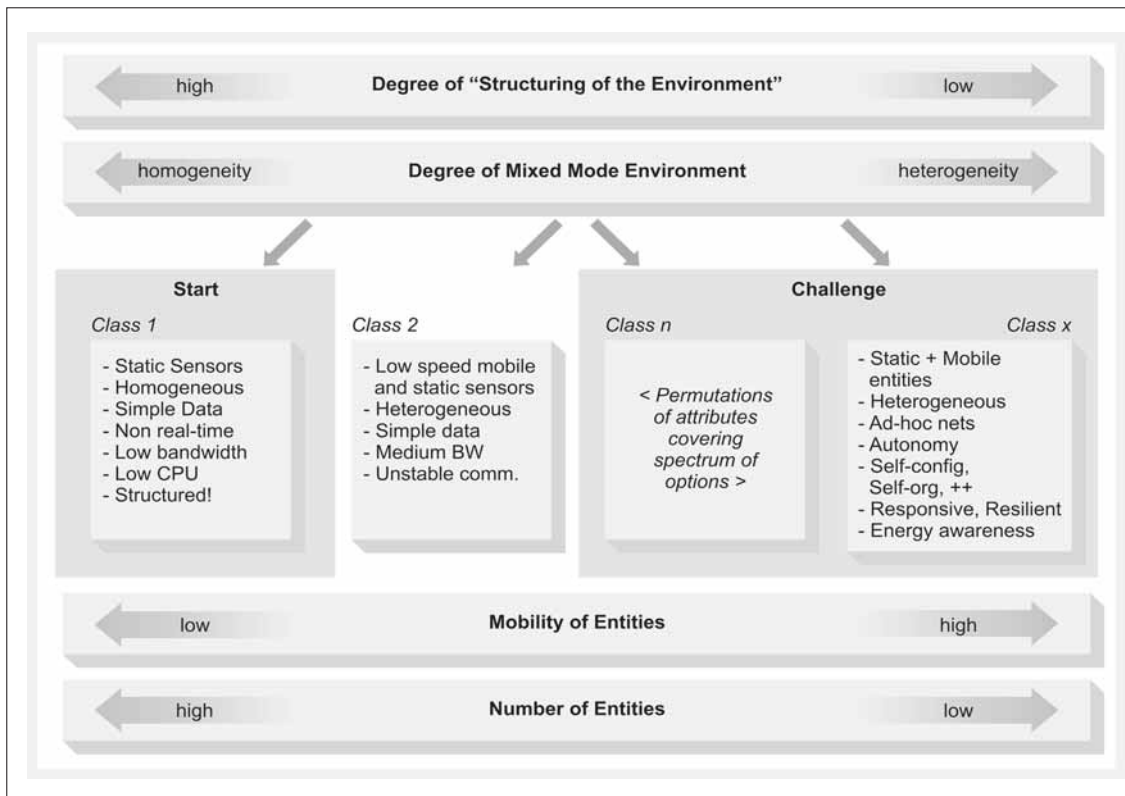 high
Degree of “Structuring of the Environment”
low
homogeneity
Degree of Mixed Mode Environment
heterogeneity
Start
Class 1
- Static Sensors
- Homogeneous
- Simple Data
- Non real-time
- Low bandwidth
- Low CPU
- Structured!
Class 2
- Low speed mobile
and static sensors
- Heterogeneous
- Simple data
- Medium BW
- Unstable comm.
Challenge
Class n
< Permutations
of attributes
covering
spectrum of
options >
Class x
- Static + Mobile
entities
- Heterogeneous
- Ad-hoc nets
- Autonomy
- Self-config,
Self-org, ++
- Responsive, Resilient
- Energy awareness
low
Mobility of Entities
high
high
Number of Entities
low